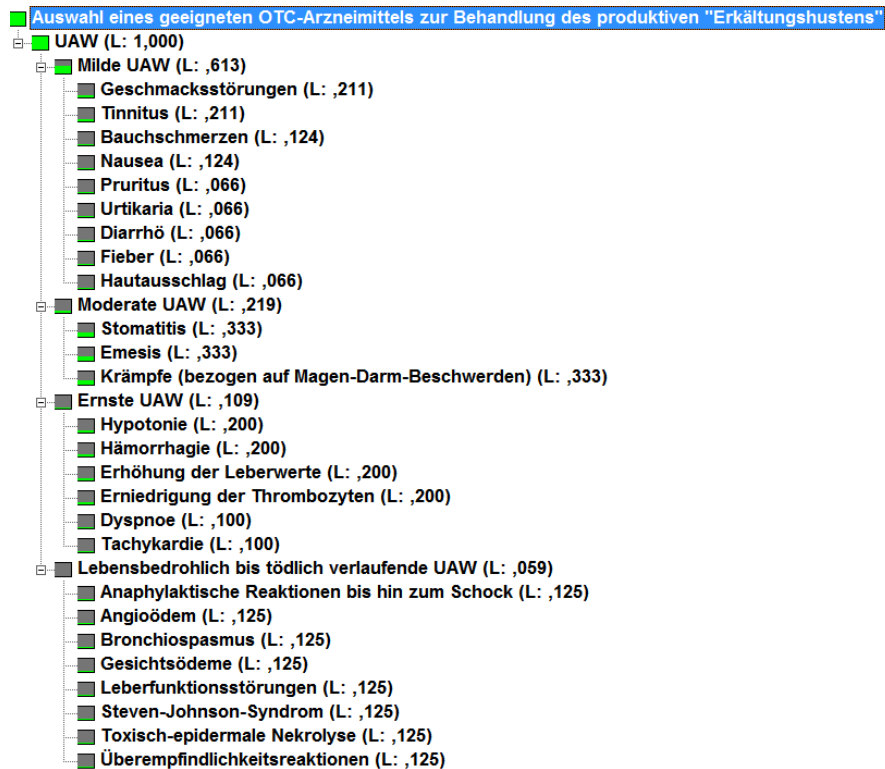 Auswahl eines geeigneten OTC-Arzneimittels zur Behandlung des produktiven "Erkältungshustens"
UAW (L: 1,000)
Milde UAW (L: ,613)
Geschmacksstörungen (L: ,211)
Tinnitus (L: ,211)
Bauchschmerzen (L: ,124)
Nausea (L: ,124)
Pruritus (L: ,066)
Urtikaria (L: ,066)
Diarrhö (L: ,066)
Fieber (L: ,066)
Hautausschlag (L: ,066)
Moderate UAW (L: ,219)
Stomatitis (L: ,333)
Emesis (L: ,333)
Krämpfe (bezogen auf Magen-Darm-Beschwerden) (L: ,333)
Ernste UAW (L: ,109)
Hypotonie (L: ,200)
Hämorrhagie (L: ,200)
Erhöhung der Leberwerte (L: ,200)
Erniedrigung der Thrombozyten (L: ,200)
Dyspnoe (L: ,100)
Tachykardie (L: ,100)
Lebensbedrohlich bis tödlich verlaufende UAW (L: ,059)
Anaphylaktische Reaktionen bis hin zum Schock (L: ,125)
Angioödem (L: ,125)
Bronchiospasmus (L: ,125)
Gesichtsödeme (L: ,125)
Leberfunktionsstörungen (L: ,125)
Steven-Johnson-Syndrom (L: ,125)
Toxisch-epidermale Nekrolyse (L: ,125)
Überempfindlichkeitsreaktionen (L: ,125)